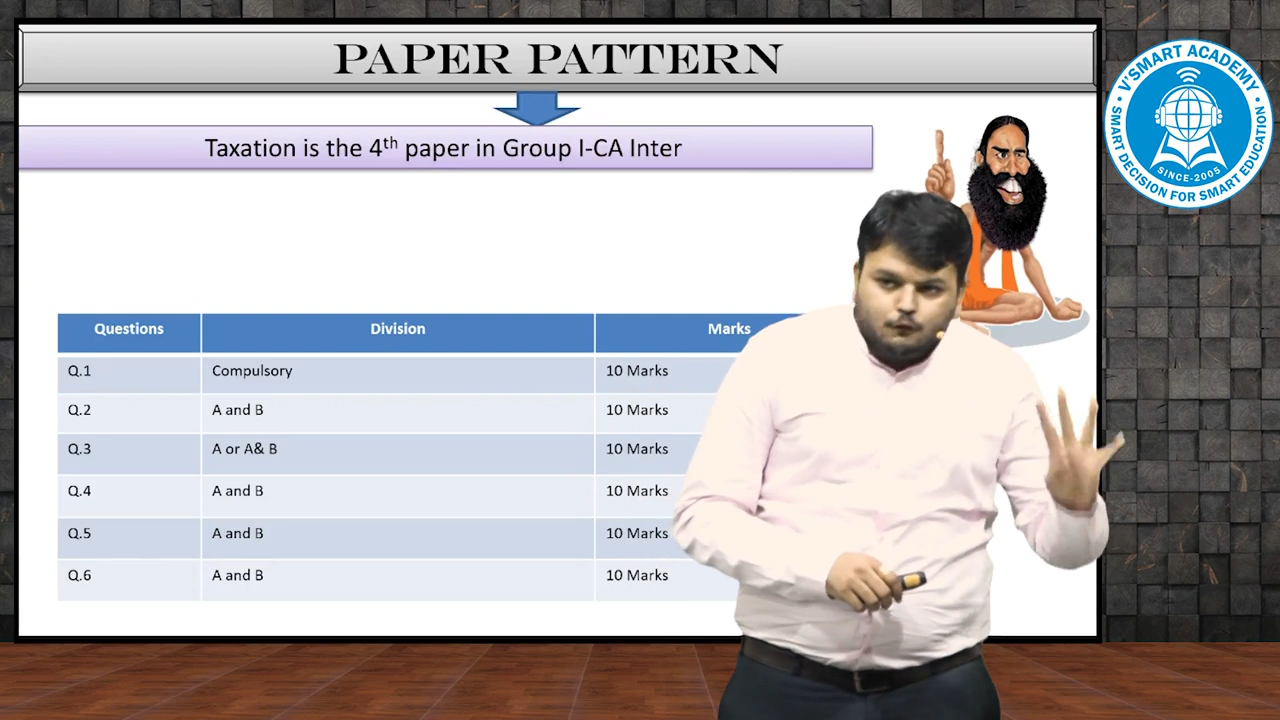 PAPER PATTERN
Taxation is the 4th paper in Group I-CA Inter
Questions Division Marks
Q.1 Compulsory 10 Marks
Q.2 A and B 10 Marks
Q.3 A or A& B 10 Marks
Q.4 A and B 10 Marks
Q.5 A and B 10 Marks
Q.6 A and B 10 Marks
V'SMART ACADEMY
SINCE-2005
SMART DECISION FOR SMART EDUCATION